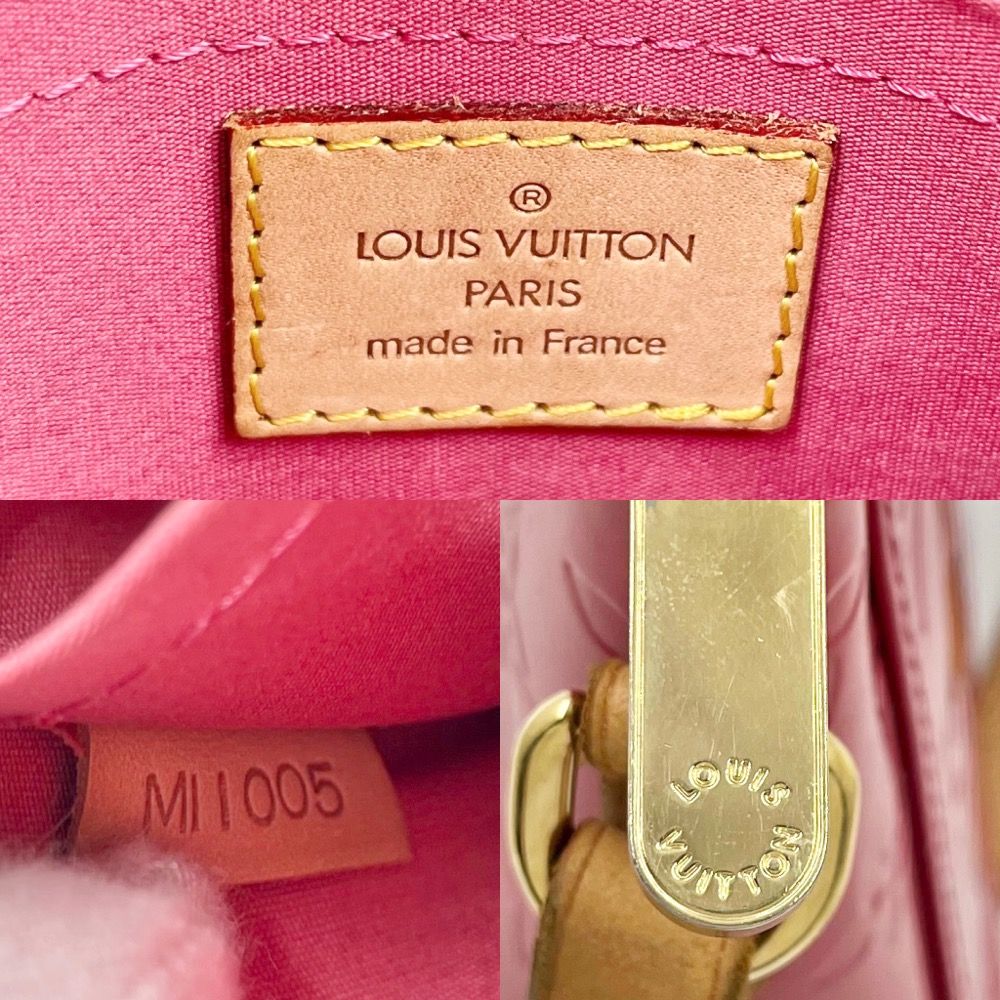 ®
LOUIS VUITTON
PARIS
made in France
MI1005
LOUIS
VUITTON